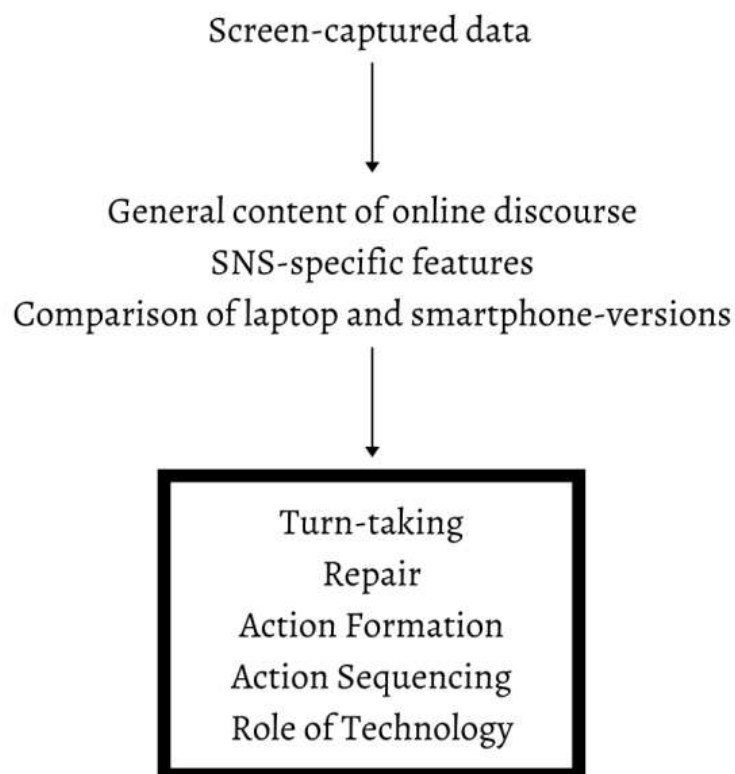 Screen-captured data
General content of online discourse
SNS-specific features
Comparison of laptop and smartphone-versions
Turn-taking
Repair
Action Formation
Action Sequencing
Role of Technology